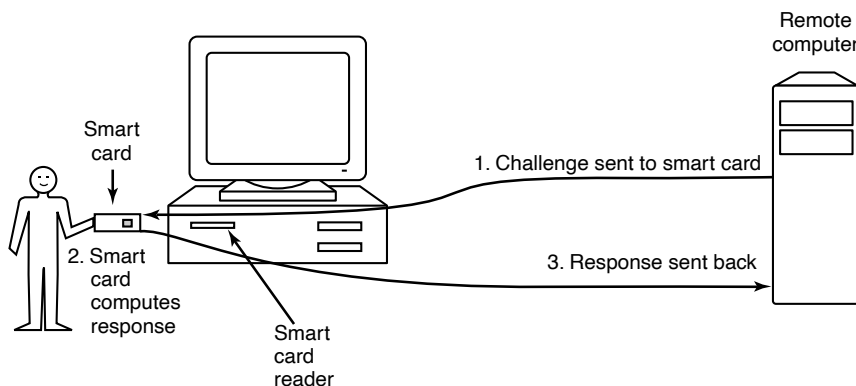 Remote
computer
Smart
card
1. Challenge sent to smart card
2. Smart
card
computes
response
3. Response sent back
Smart
card
reader